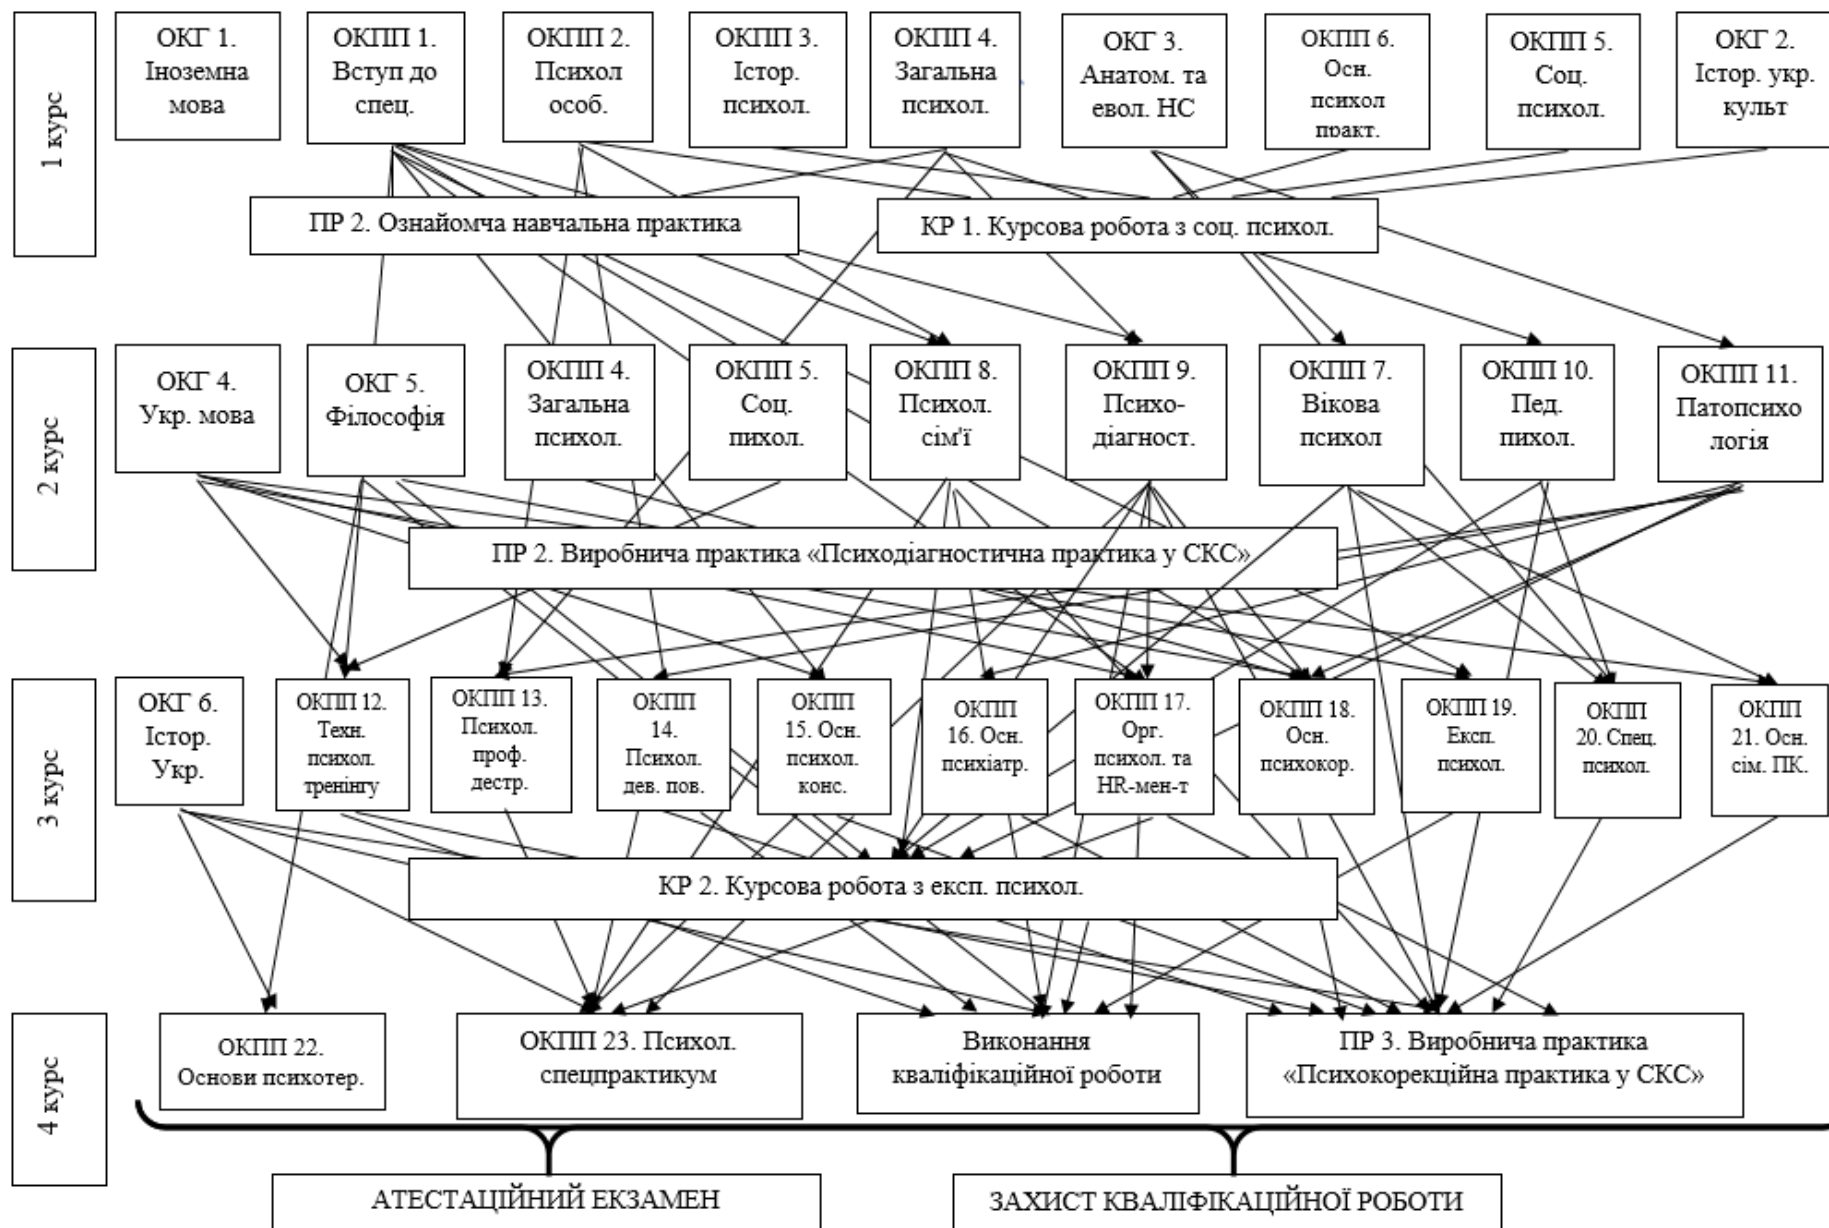 1 курс
ОКГ 1.
Іноземна
мова
ОКПП 1.
Вступ до
спец.
ОКПП 2.
Психол
особ.
ОКПП 3.
Істор.
психол.
ОКПП 4.
Загальна
психол.
ОКГ 3.
Анатом. та
евол. НС
ОКПП 6.
Осн.
психол
практ.
ОКПП 5.
Соц.
психол.
ОКГ 2.
Істор. укр.
культ
ПР 2. Ознайомча навчальна практика
КР 1. Курсова робота з соц. психол.
2 курс
ОКГ 4.
Укр. мова
ОКГ 5.
Філософія
ОКПП 4.
Загальна
психол.
ОКПП 5.
Соц.
пихол.
ОКПП 8.
Психол.
сім'ї
ОКПП 9.
Психо-
діагност.
ОКПП 7.
Вікова
психол
ОКПП 10.
Пед.
пихол.
ОКПП 11.
Патопсихо
логія
ПР 2. Виробнича практика «Психодіагностична практика у СКС»
3 курс
ОКГ 6.
Істор.
Укр.
ОКПП 12.
Техн.
психол.
тренінгу
ОКПП 13.
Психол.
проф.
дестр.
ОКПП
14.
Психол.
дев. пов.
ОКПП
15. Осн.
психол.
конс.
ОКПП
16. Осн.
психіатр.
ОКПП 17.
Орг.
психол. та
HR-мен-т
ОКПП 18.
Осн.
психокор.
ОКПП 19.
Експ.
психол.
ОКПП
20. Спец.
психол.
ОКПП
21. Осн.
сім. ПК.
КР 2. Курсова робота з експ. психол.
4 курс
ОКПП 22.
Основи психотер.
ОКПП 23. Психол.
спецпрактикум
Виконання
кваліфікаційної роботи
ПР 3. Виробнича практика
«Психокорекційна практика у СКС»
АТЕСТАЦІЙНИЙ ЕКЗАМЕН
ЗАХИСТ КВАЛІФІКАЦІЙНОЇ РОБОТИ